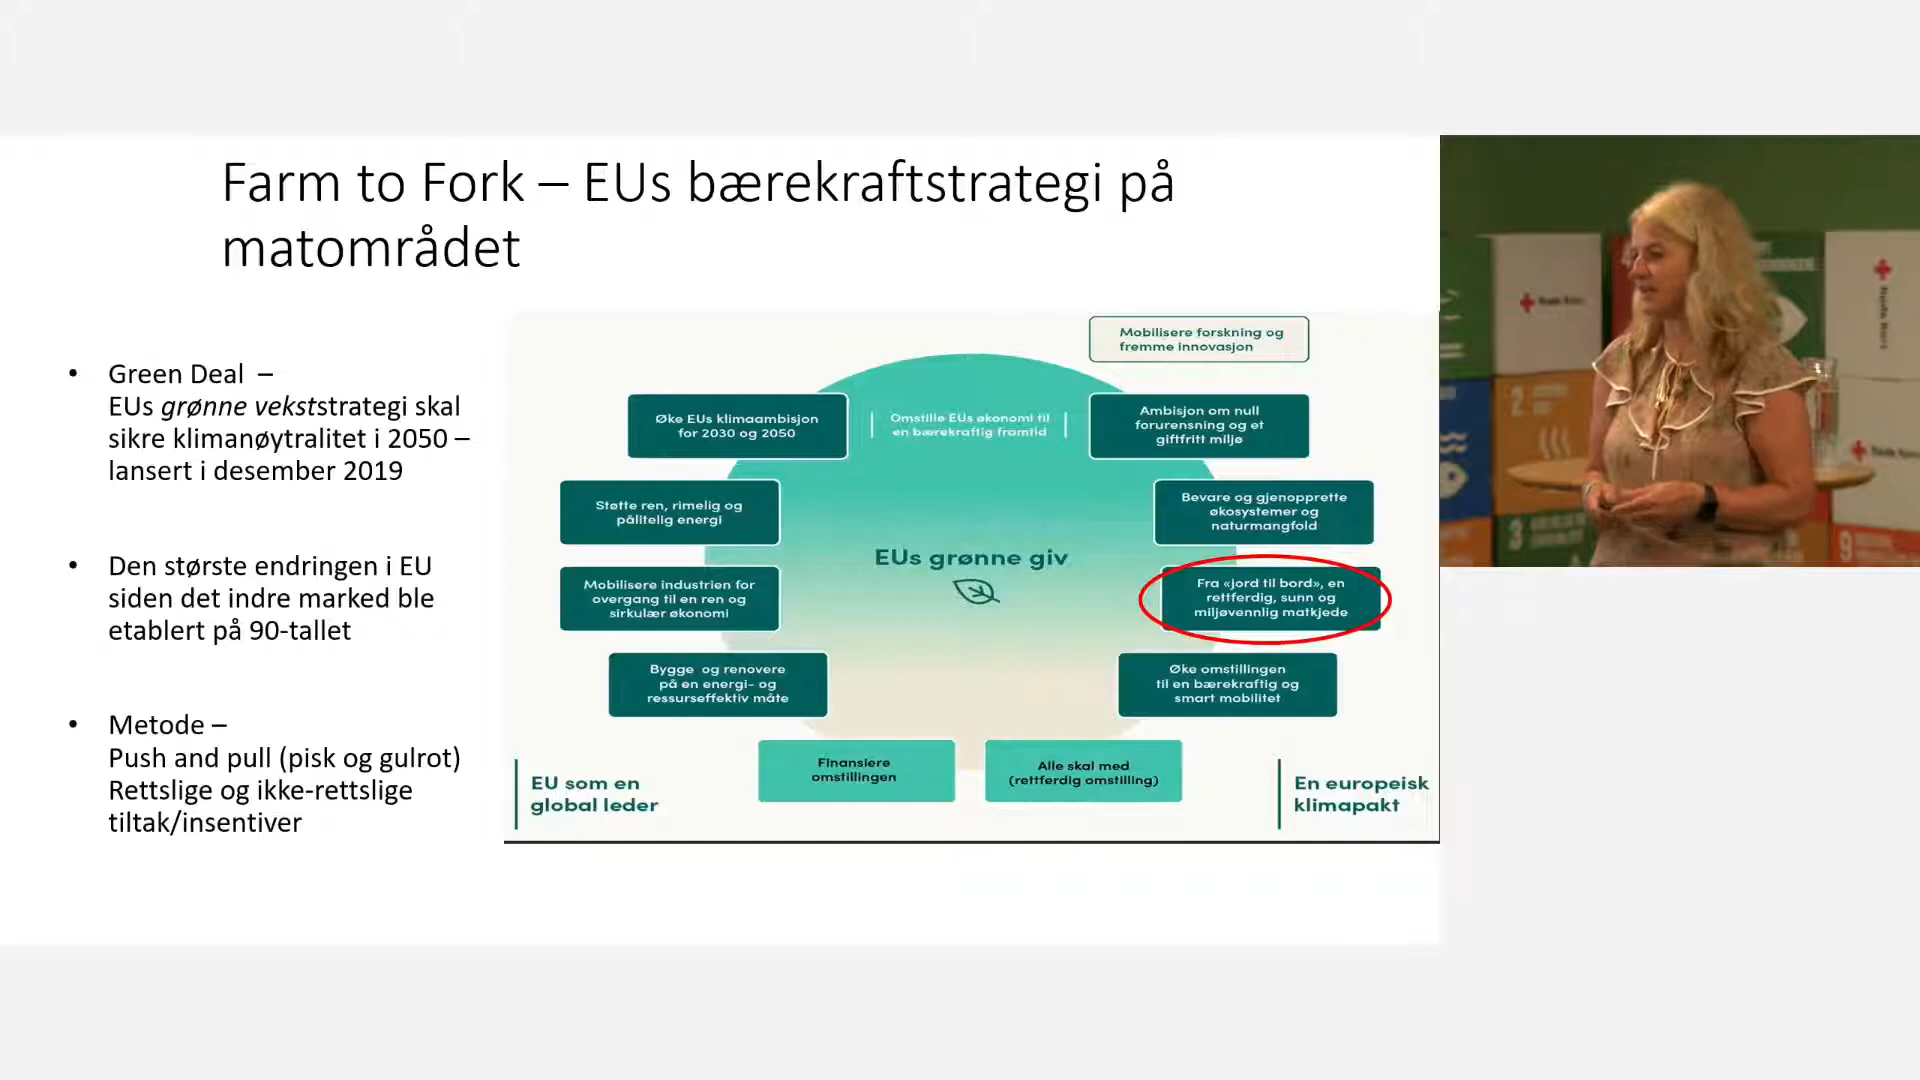 Farm to Fork – EUs bærekraftstrategi på
matområdet
• Green Deal –
EUs grønne vekststrategi skal
sikre klimanøytralitet i 2050 –
lansert i desember 2019
• Den største endringen i EU
siden det indre marked ble
etablert på 90-tallet
• Metode –
Push and pull (pisk og gulrot)
Rettslige og ikke-rettslige
tiltak/insentiver
Mobilisere forskning og
fremme innovasjon
Øke EUs klimaambisjon
for 2030 og 2050
Omstille EUs økonomi til
en bærekraftig framtid
Ambisjon om null
forurensning og et
giftfritt miljø
Støtte ren, rimelig og
pålitelig energi
Bevare og gjenopprette
økosystemer og
naturmangfold
EUs grønne giv
Mobilisere industrien for
overgang til en ren og
sirkulær økonomi
Fra «jord til bord», en
rettferdig, sunn og
miljøvennlig matkjede
Bygge og renovere
på en energi- og
ressurseffektiv måte
Øke omstillingen
til en bærekraftig og
smart mobilitet
Finansiere
omstillingen
Alle skal med
(rettferdig omstilling)
EU som en
global leder
En europeisk
klimapakt
2
3
9